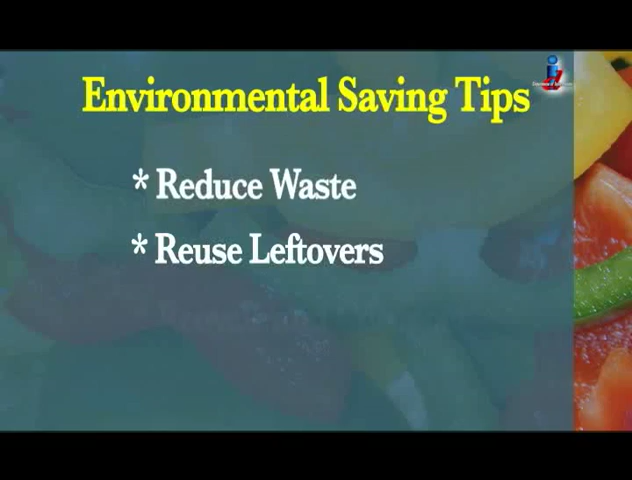 Environmental Saving Tips
* Reduce Waste
* Reuse Leftovers